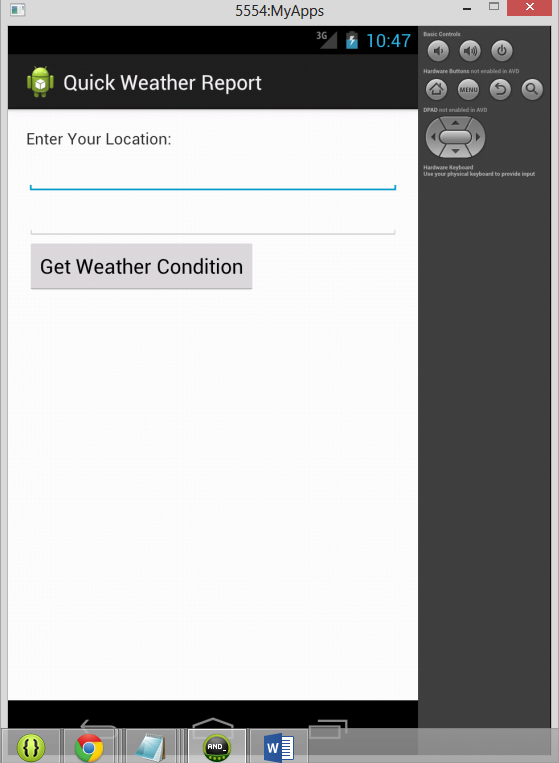 5554:MyApps
3G 10:47
Quick Weather Report
Enter Your Location:
Get Weather Condition
Basic Controls
Hardware Buttons not enabled in AVD
MENU
DPAD not enabled in AVD
Hardware Keyboard
Use your physical keyboard to provide input
{ } AND_ W